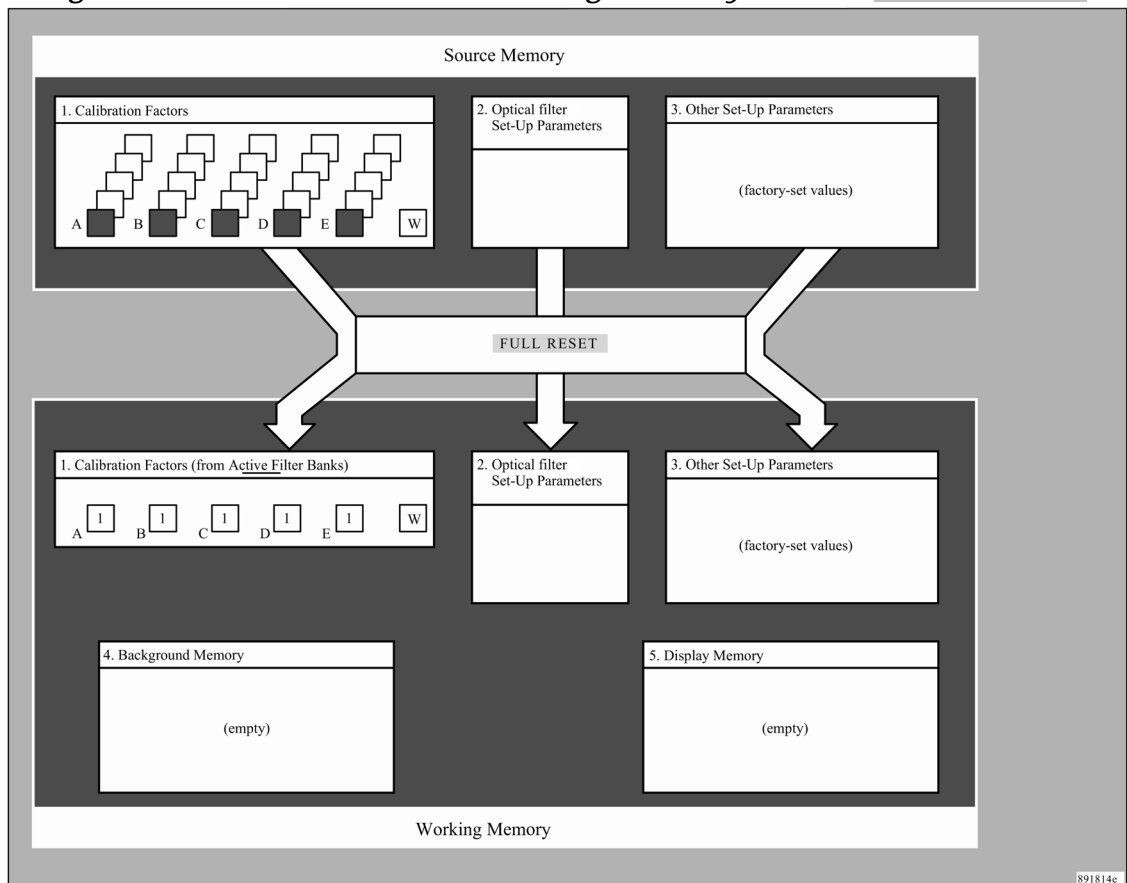 Source Memory
1. Calibration Factors
A B C D E W
2. Optical filter
Set-Up Parameters
3. Other Set-Up Parameters
(factory-set values)
FULL RESET
1. Calibration Factors (from Active Filter Banks)
A 1 B 1 C 1 D 1 E 1 W
2. Optical filter
Set-Up Parameters
3. Other Set-Up Parameters
(factory-set values)
4. Background Memory
(empty)
5. Display Memory
(empty)
Working Memory
891814e